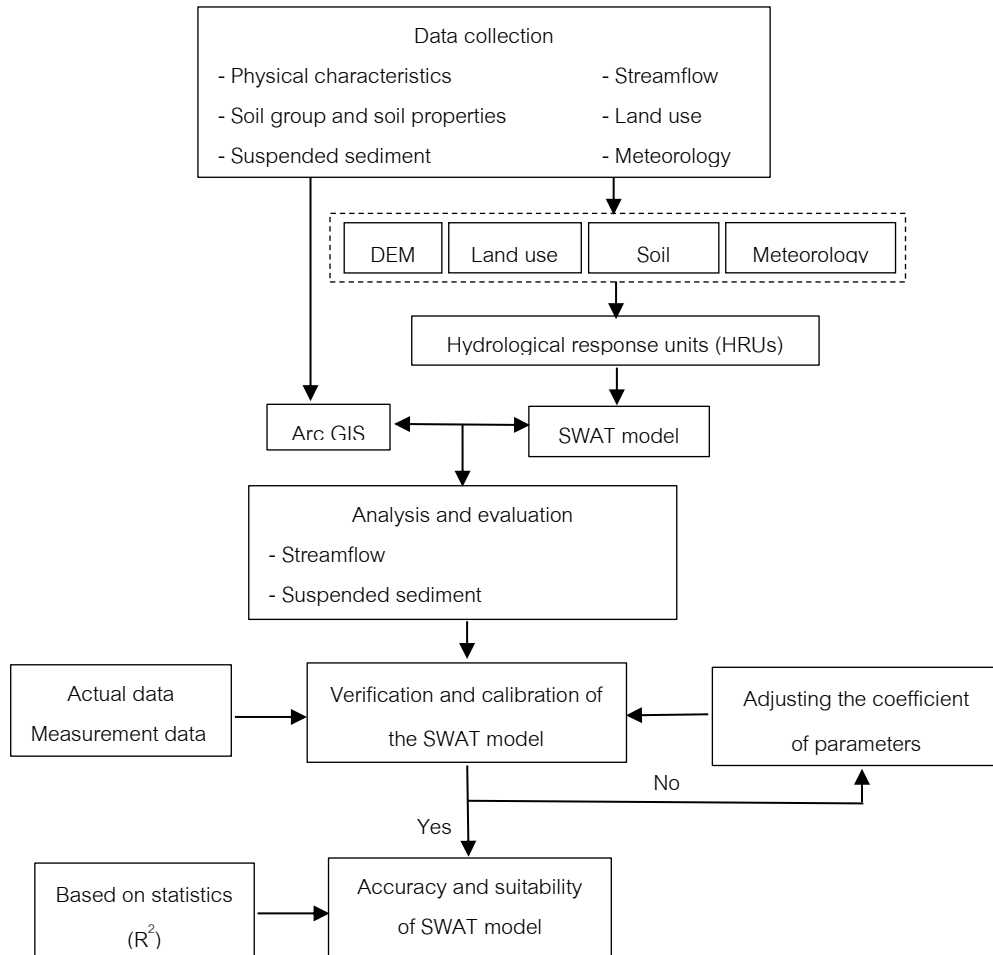 Data collection
- Physical characteristics - Streamflow
- Soil group and soil properties - Land use
- Suspended sediment - Meteorology
DEM Land use Soil Meteorology
Hydrological response units (HRUs)
Arc GIS SWAT model
Analysis and evaluation
- Streamflow
- Suspended sediment
Actual data
Measurement data
Verification and calibration of
the SWAT model
Adjusting the coefficient
of parameters
No
Yes
Based on statistics
(R²)
Accuracy and suitability
of SWAT model